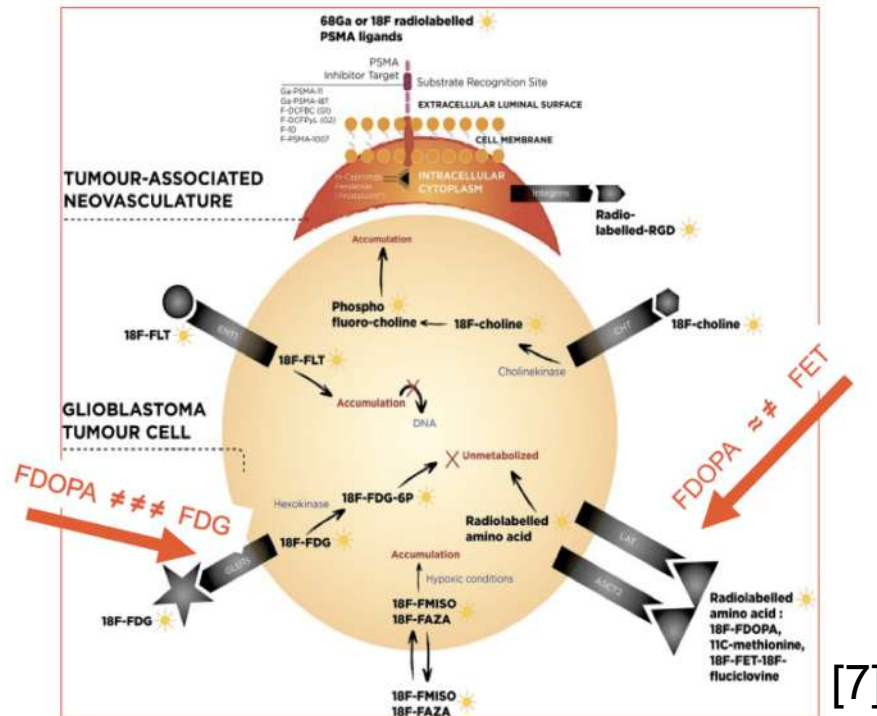 68Ga or 18F radiolabelled
PSMA ligands
PSMA
Inhibitor Target
Substrate Recognition Site
Ga-PSMA-11
Ga-PSMA-I&T
F-DCFBC (G1)
F-DCFPyL (G2)
F-10
F-PSMA-1007
EXTRACELLULAR LUMINAL SURFACE
CELL MEMBRANE
INTRACELLULAR
CYTOPLASM
TUMOUR-ASSOCIATED
NEOVASCULATURE
Integrins
Radio-
labelled-RGD
Accumulation
Phospho
fluoro-choline
18F-choline
CHT
18F-choline
Cholinekinase
18F-FLT
ENT1
18F-FLT
Accumulation
DNA
GLIOBLASTOMA
TUMOUR CELL
FDOPA ≈ ≠ FET
FDOPA ≠≠≠ FDG
Unmetabolized
Hexokinase
18F-FDG-6P
18F-FDG
GLUTS
18F-FDG
Radiolabelled
amino acid
LAT
ASCT2
Accumulation
Hypoxic conditions
18F-FMISO
18F-FAZA
Radiolabelled
amino acid :
18F-FDOPA,
11C-methionine,
18F-FET-18F-
fluciclovine
18F-FMISO
18F-FAZA
[7]